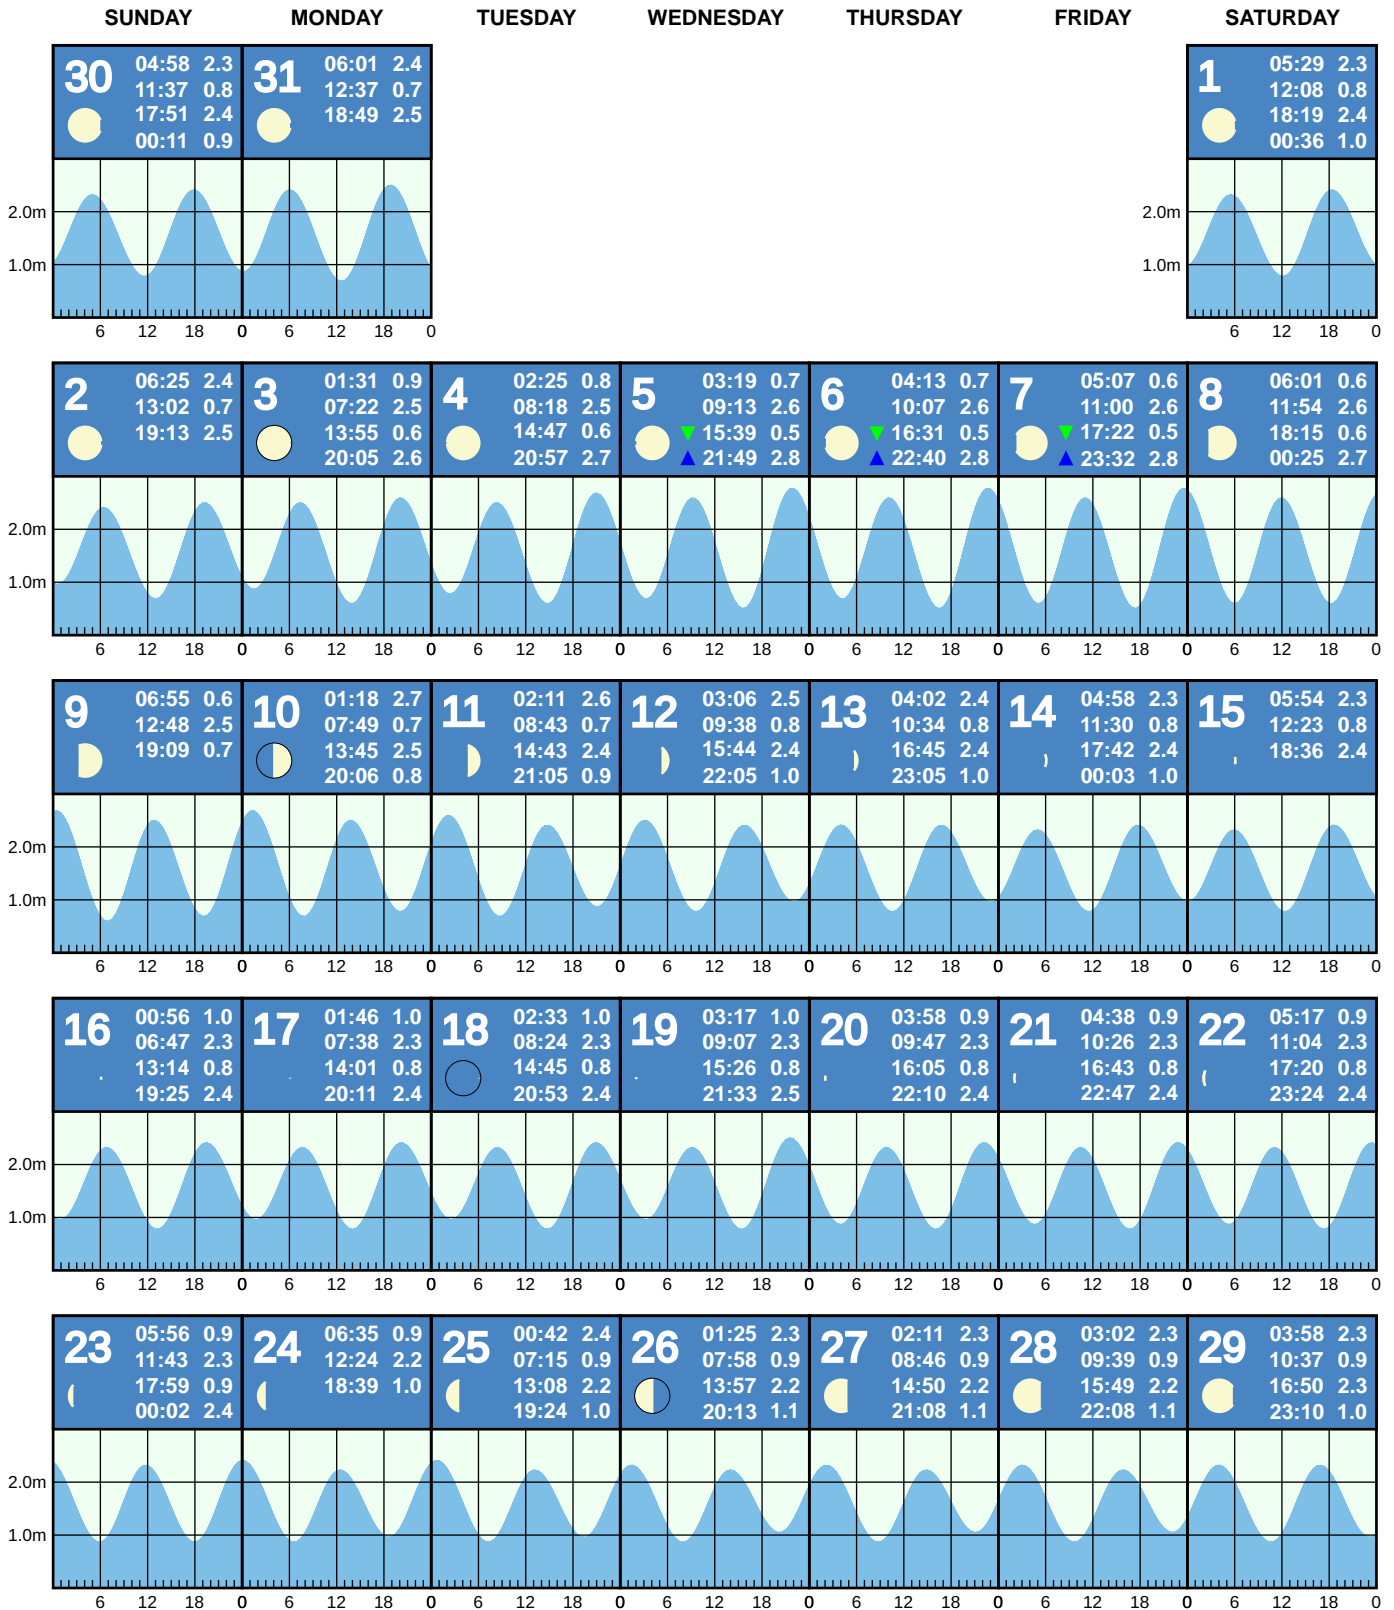 SUNDAY MONDAY TUESDAY WEDNESDAY THURSDAY FRIDAY SATURDAY
30 04:58 2.3
11:37 0.8
17:51 2.4
00:11 0.9
31 06:01 2.4
12:37 0.7
18:49 2.5
1 05:29 2.3
12:08 0.8
18:19 2.4
00:36 1.0
2.0m
1.0m
2.0m
1.0m
6 12 18 0 6 12 18 0
6 12 18 0
2 06:25 2.4
13:02 0.7
19:13 2.5
3 01:31 0.9
07:22 2.5
13:55 0.6
20:05 2.6
4 02:25 0.8
08:18 2.5
14:47 0.6
20:57 2.7
5 03:19 0.7
09:13 2.6
15:39 0.5
21:49 2.8
6 04:13 0.7
10:07 2.6
16:31 0.5
22:40 2.8
7 05:07 0.6
11:00 2.6
17:22 0.5
23:32 2.8
8 06:01 0.6
11:54 2.6
18:15 0.6
00:25 2.7
2.0m
1.0m
6 12 18 0 6 12 18 0 6 12 18 0 6 12 18 0 6 12 18 0 6 12 18 0 6 12 18 0
9 06:55 0.6
12:48 2.5
19:09 0.7
10 01:18 2.7
07:49 0.7
13:45 2.5
20:06 0.8
11 02:11 2.6
08:43 0.7
14:43 2.4
21:05 0.9
12 03:06 2.5
09:38 0.8
15:44 2.4
22:05 1.0
13 04:02 2.4
10:34 0.8
16:45 2.4
23:05 1.0
14 04:58 2.3
11:30 0.8
17:42 2.4
00:03 1.0
15 05:54 2.3
12:23 0.8
18:36 2.4
2.0m
1.0m
6 12 18 0 6 12 18 0 6 12 18 0 6 12 18 0 6 12 18 0 6 12 18 0 6 12 18 0
16 00:56 1.0
06:47 2.3
13:14 0.8
19:25 2.4
17 01:46 1.0
07:38 2.3
14:01 0.8
20:11 2.4
18 02:33 1.0
08:24 2.3
14:45 0.8
20:53 2.4
19 03:17 1.0
09:07 2.3
15:26 0.8
21:33 2.5
20 03:58 0.9
09:47 2.3
16:05 0.8
22:10 2.4
21 04:38 0.9
10:26 2.3
16:43 0.8
22:47 2.4
22 05:17 0.9
11:04 2.3
17:20 0.8
23:24 2.4
2.0m
1.0m
6 12 18 0 6 12 18 0 6 12 18 0 6 12 18 0 6 12 18 0 6 12 18 0 6 12 18 0
23 05:56 0.9
11:43 2.3
17:59 0.9
00:02 2.4
24 06:35 0.9
12:24 2.2
18:39 1.0
25 00:42 2.4
07:15 0.9
13:08 2.2
19:24 1.0
26 01:25 2.3
07:58 0.9
13:57 2.2
20:13 1.1
27 02:11 2.3
08:46 0.9
14:50 2.2
21:08 1.1
28 03:02 2.3
09:39 0.9
15:49 2.2
22:08 1.1
29 03:58 2.3
10:37 0.9
16:50 2.3
23:10 1.0
2.0m
1.0m
6 12 18 0 6 12 18 0 6 12 18 0 6 12 18 0 6 12 18 0 6 12 18 0 6 12 18 0